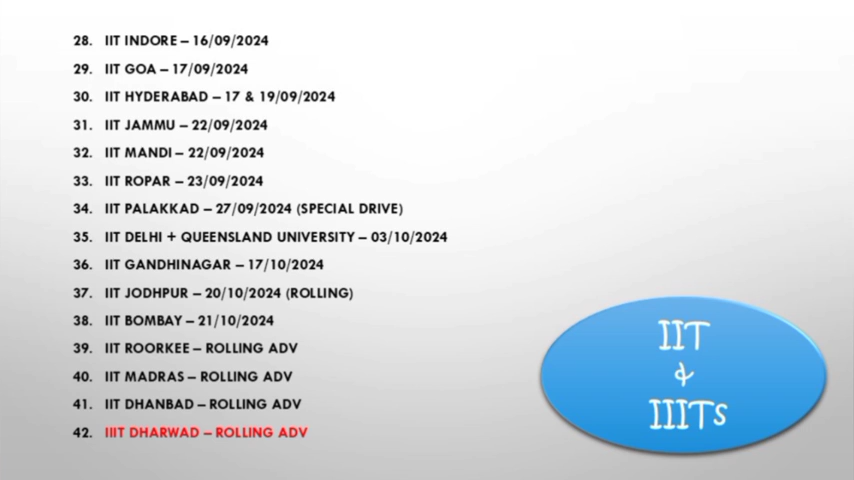 28. IIT INDORE – 16/09/2024
29. IIT GOA – 17/09/2024
30. IIT HYDERABAD – 17 & 19/09/2024
31. IIT JAMMU – 22/09/2024
32. IIT MANDI – 22/09/2024
33. IIT ROPAR – 23/09/2024
34. IIT PALAKKAD – 27/09/2024 (SPECIAL DRIVE)
35. IIT DELHI + QUEENSLAND UNIVERSITY – 03/10/2024
36. IIT GANDHINAGAR – 17/10/2024
37. IIT JODHPUR – 20/10/2024 (ROLLING)
38. IIT BOMBAY – 21/10/2024
39. IIT ROORKEE – ROLLING ADV
40. IIT MADRAS – ROLLING ADV
41. IIT DHANBAD – ROLLING ADV
42. IIIT DHARWAD – ROLLING ADV
IIT
&
IIITs